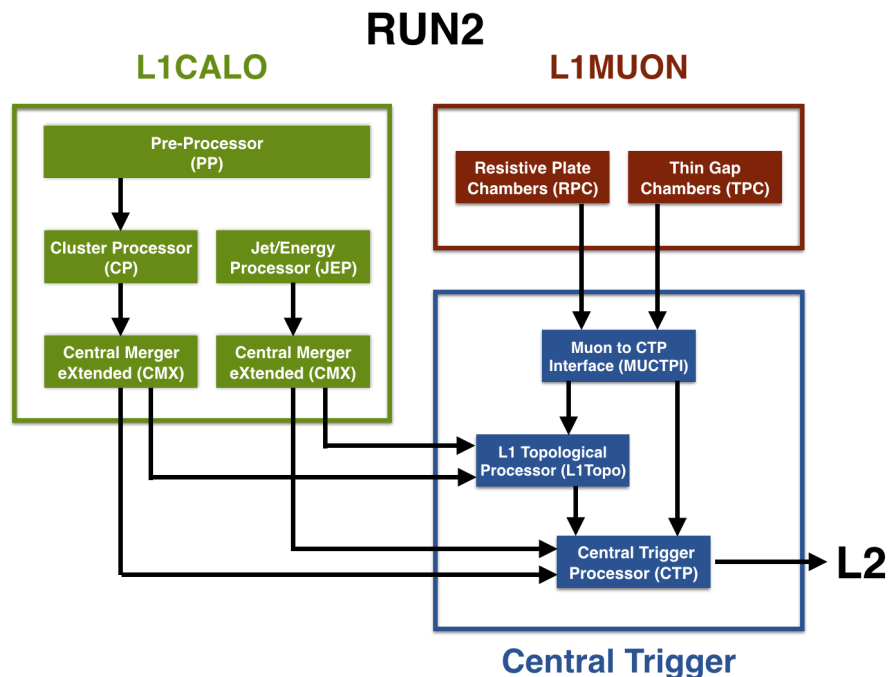 RUN2
L1CALO
L1MUON
Pre-Processor
(PP)
Resistive Plate
Chambers (RPC)
Thin Gap
Chambers (TPC)
Cluster Processor
(CP)
Jet/Energy
Processor (JEP)
Central Merger
eXtended (CMX)
Central Merger
eXtended (CMX)
Muon to CTP
Interface (MUCTPI)
L1 Topological
Processor (L1Topo)
Central Trigger
Processor (CTP)
L2
Central Trigger